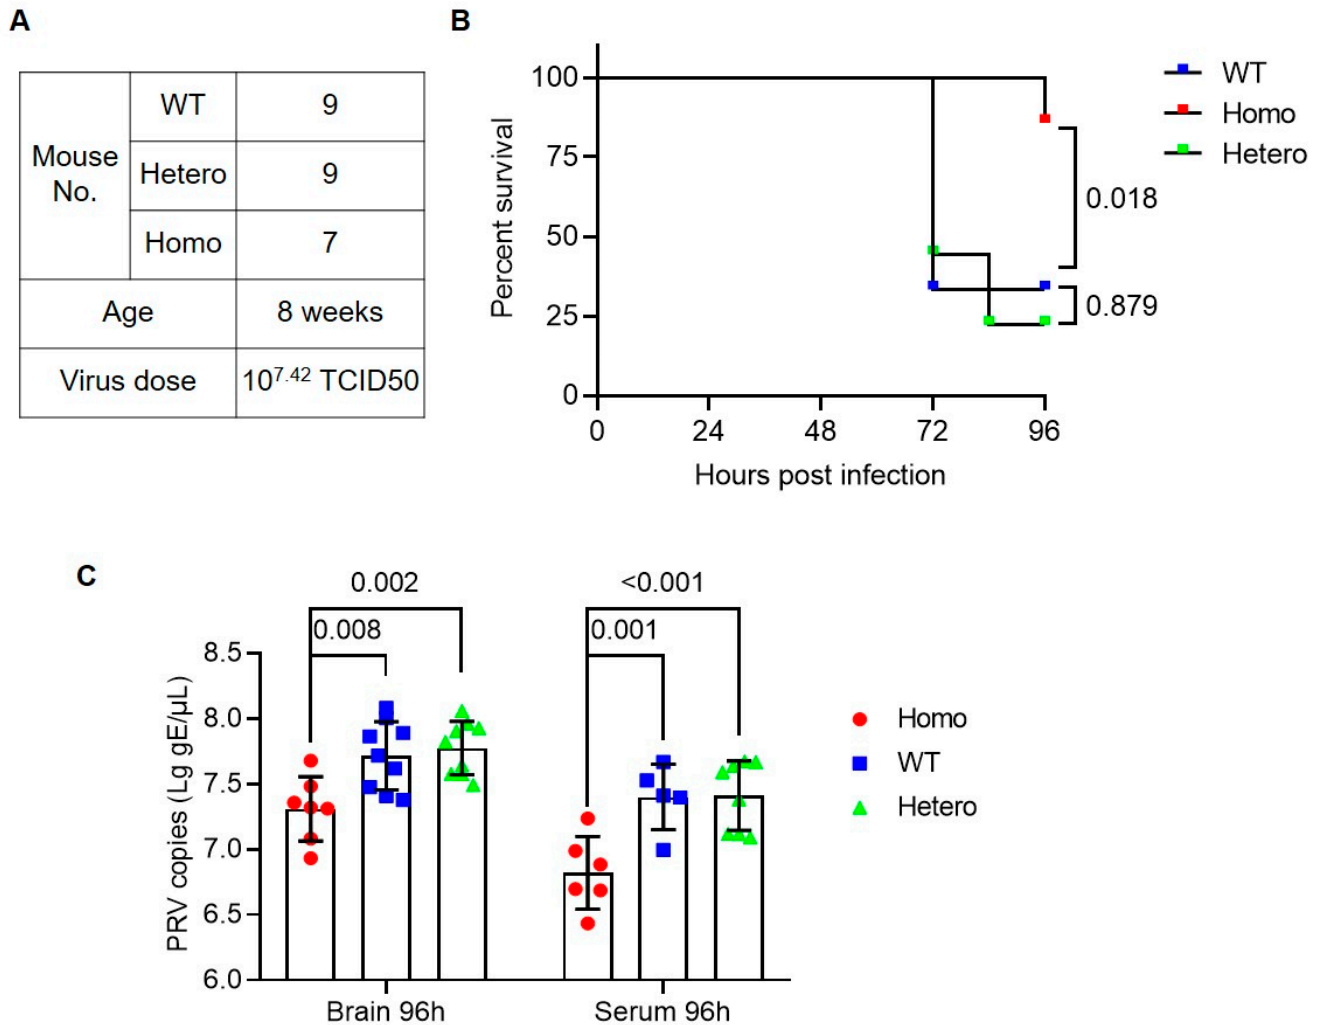 A
Mouse No.
WT 9
Hetero 9
Homo 7
Age 8 weeks
Virus dose 10^7.42 TCID50
B
Percent survival
100
75
50
25
0
0 24 48 72 96
Hours post infection
0.018
0.879
WT
Homo
Hetero
C
PRV copies (Lg gE/μL)
0.002
0.008
<0.001
0.001
8.5
8.0
7.5
7.0
6.5
6.0
Brain 96h Serum 96h
Homo
WT
Hetero